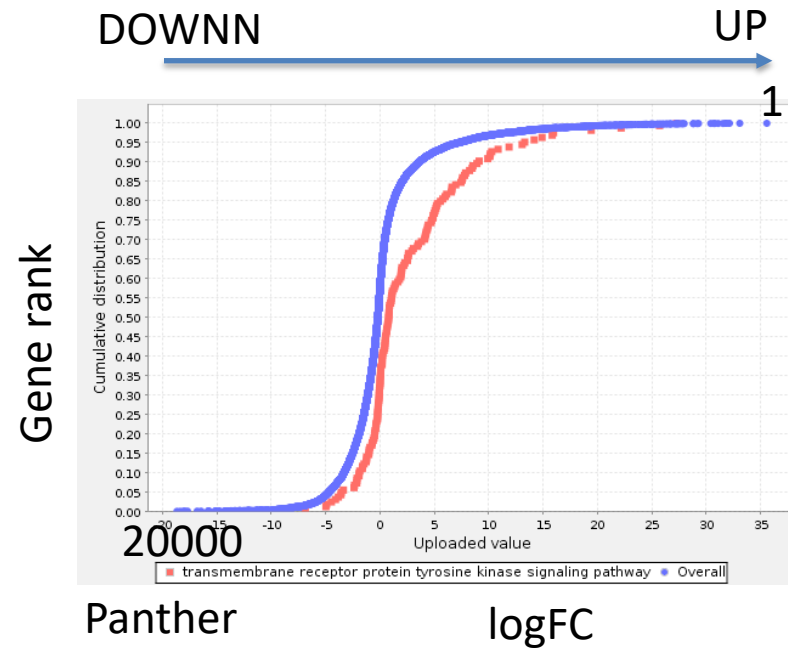 DOWNN
UP
1
1.00
0.95
0.90
0.85
0.80
0.75
0.70
0.65
0.60
0.55
0.50
0.45
0.40
0.35
0.30
0.25
0.20
0.15
0.10
0.05
0.00
Cumulative distribution
Gene rank
-20 -15 -10 -5 0 5 10 15 20 25 30 35
20000
Uploaded value
transmembrane receptor protein tyrosine kinase signaling pathway Overall
Panther
logFC